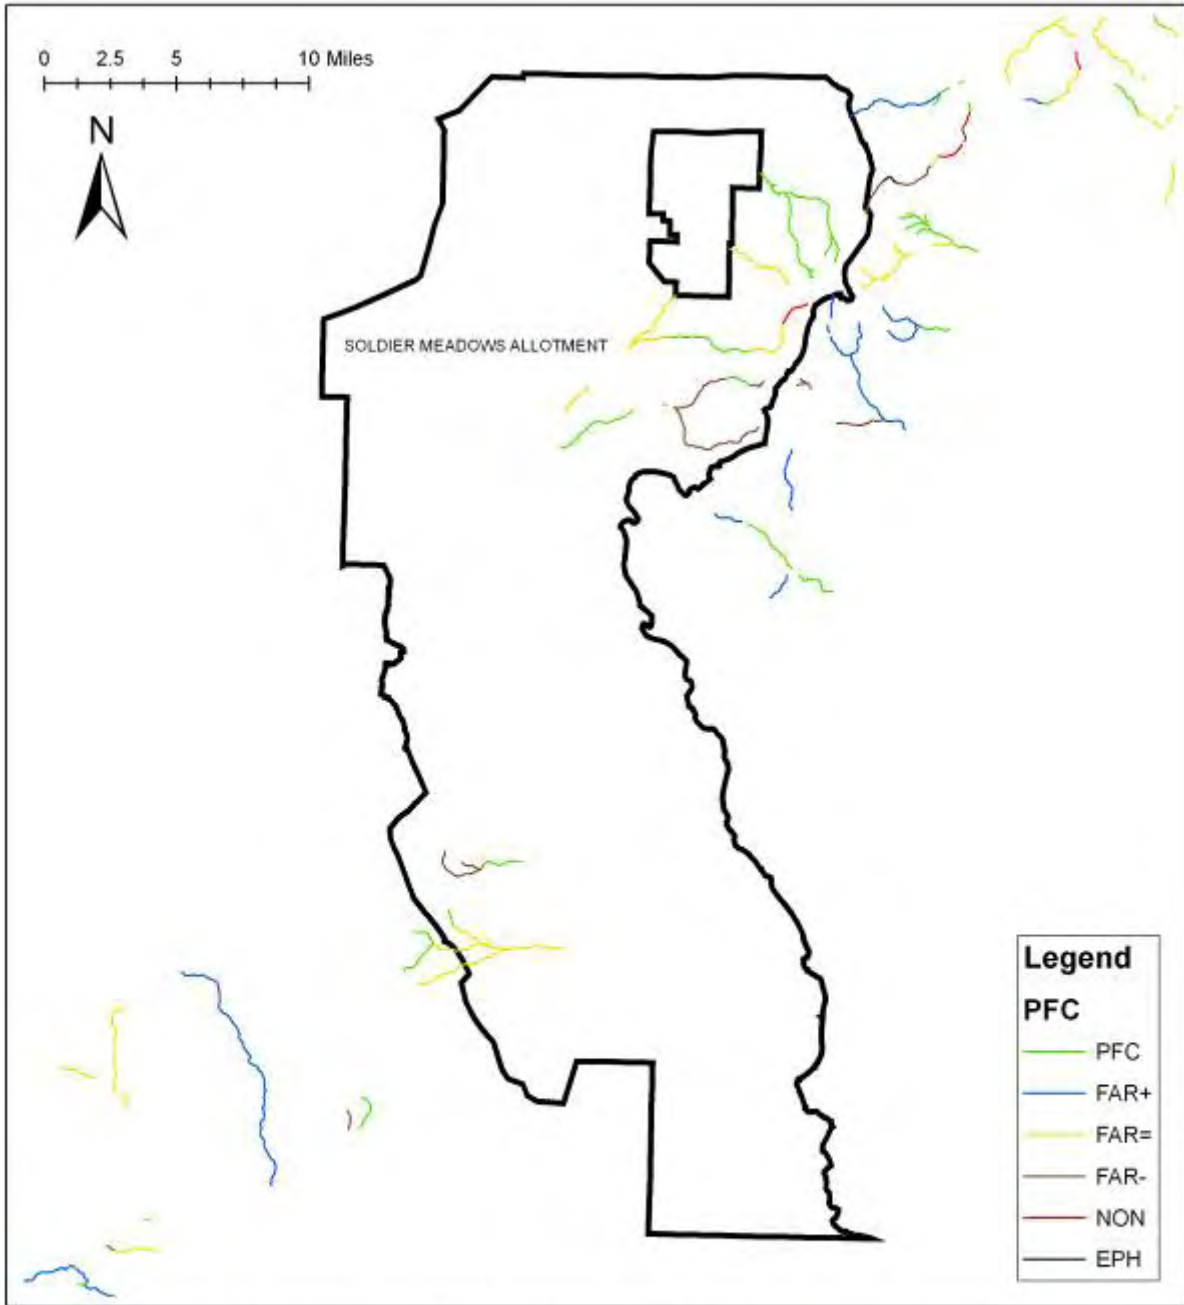 0 2.5 5 10 Miles
N
SOLDIER MEADOWS ALLOTMENT
Legend
PFC
PFC
FAR+
FAR=
FAR-
NON
EPH